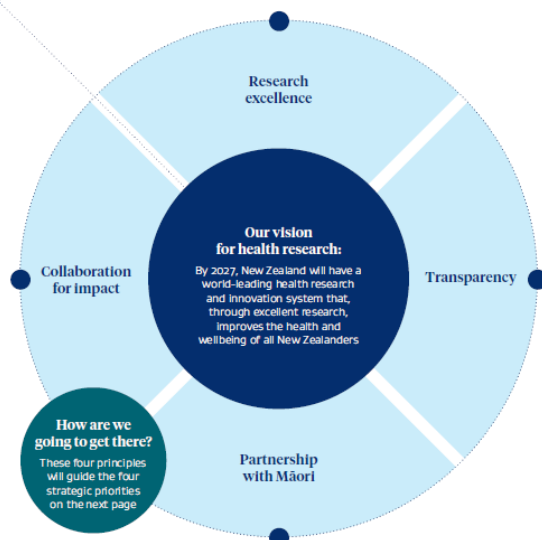 Research
excellence
Our vision
for health research:
By 2027, New Zealand will have a
world-leading health research
and innovation system that,
through excellent research,
improves the health and
wellbeing of all New Zealanders
Collaboration
for impact
Transparency
How are we
going to get there?
These four principles
will guide the four
strategic priorities
on the next page
Partnership
with Māori